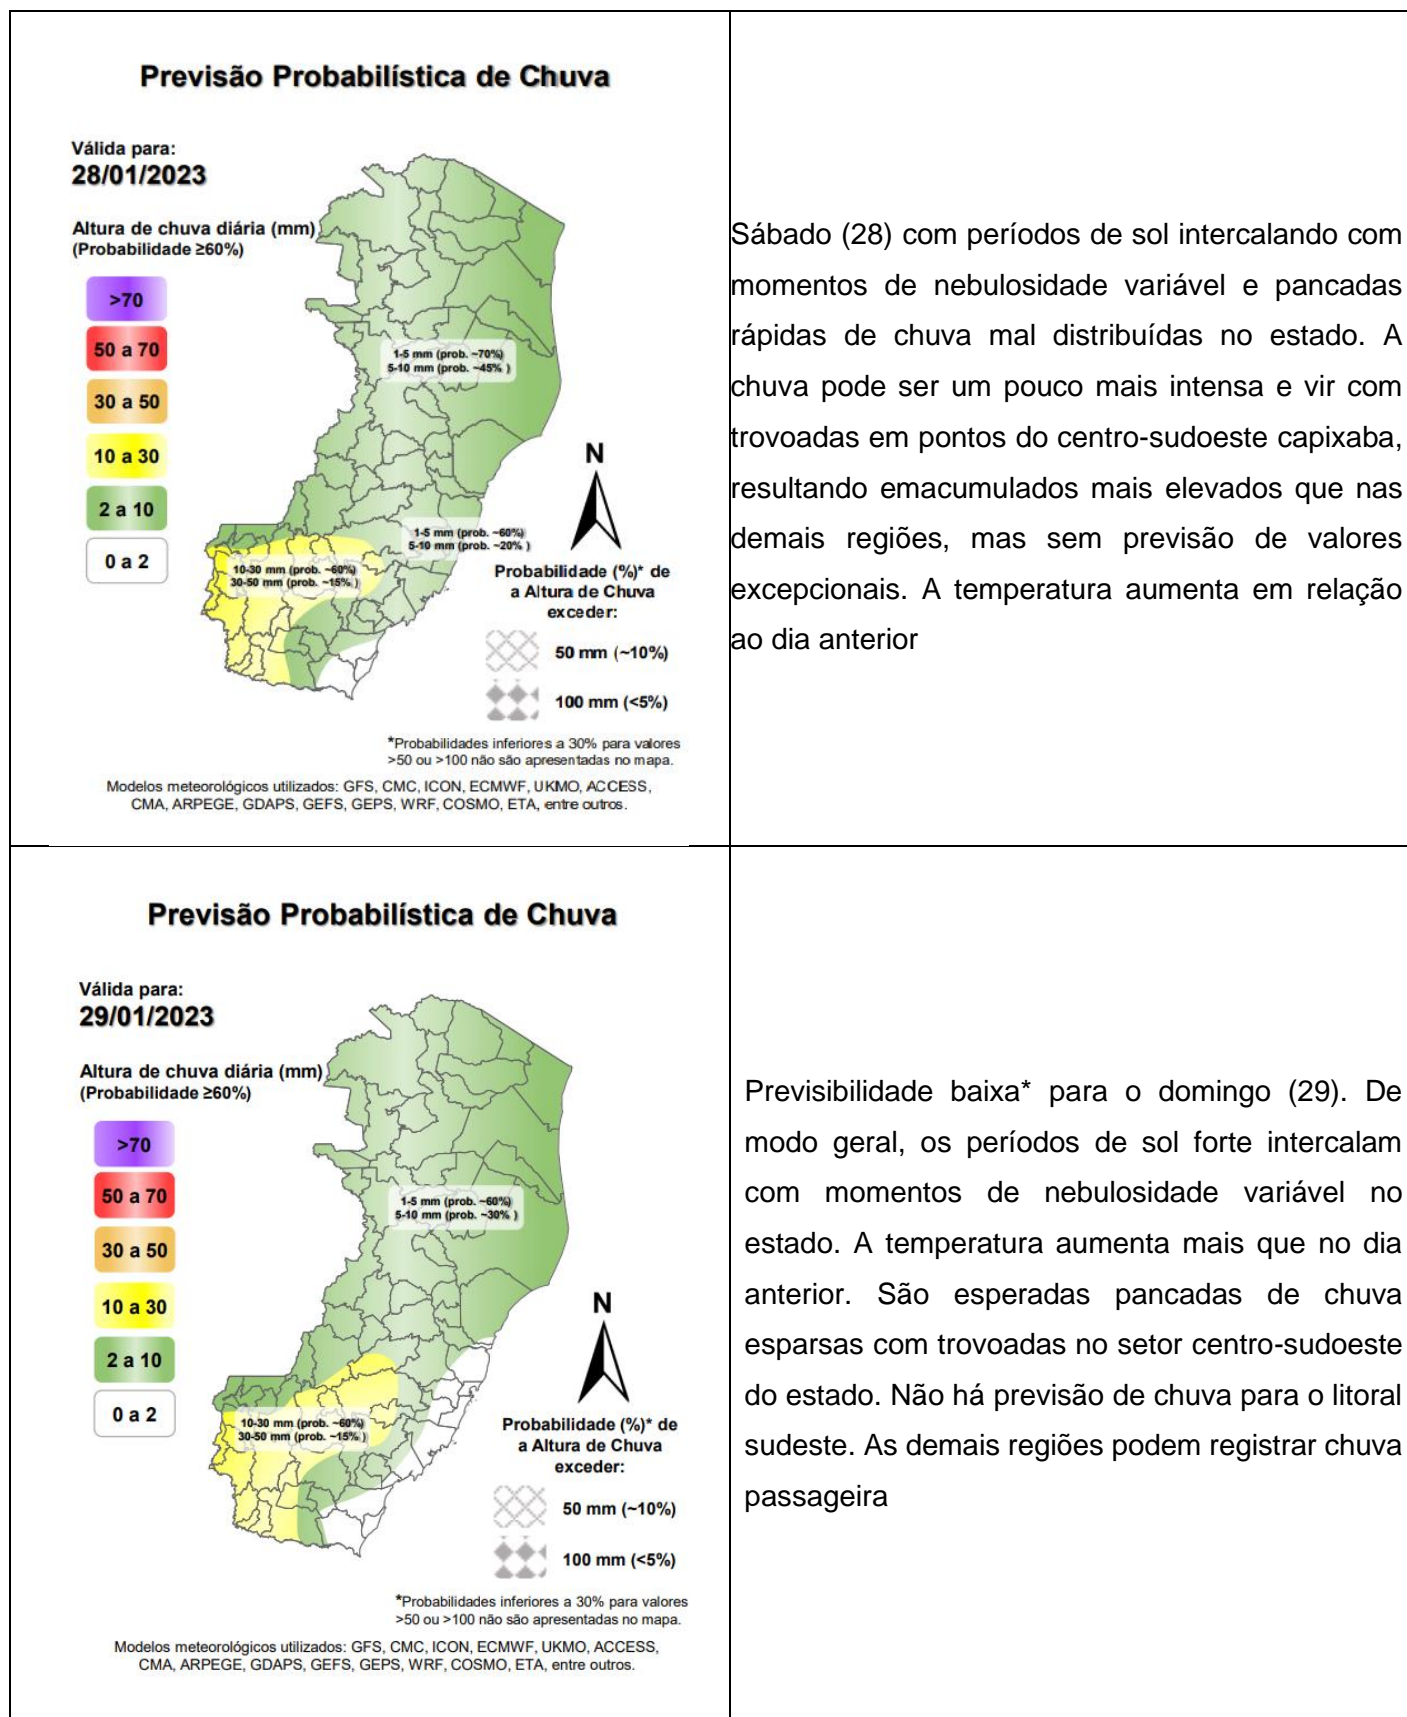 Previsão Probabilística de Chuva
Válida para:
28/01/2023
Altura de chuva diária (mm)
(Probabilidade ≥60%)
>70
50 a 70
30 a 50
10 a 30
2 a 10
0 a 2
1-5 mm (prob. ~70%)
5-10 mm (prob. ~45% )
1-5 mm (prob. ~60%)
5-10 mm (prob. ~20% )
10-30 mm (prob. ~60%)
30-50 mm (prob. ~15% )
N
Probabilidade (%)* de
a Altura de Chuva
exceder:
50 mm (~10%)
100 mm (<5%)
*Probabilidades inferiores a 30% para valores
>50 ou >100 não são apresentadas no mapa.
Modelos meteorológicos utilizados: GFS, CMC, ICON, ECMWF, UKMO, ACCESS,
CMA, ARPEGE, GDAPS, GEFS, GEPS, WRF, COSMO, ETA, entre outros.
Sábado (28) com períodos de sol intercalando com
momentos de nebulosidade variável e pancadas
rápidas de chuva mal distribuídas no estado. A
chuva pode ser um pouco mais intensa e vir com
trovoadas em pontos do centro-sudoeste capixaba,
resultando emacumulados mais elevados que nas
demais regiões, mas sem previsão de valores
excepcionais. A temperatura aumenta em relação
ao dia anterior
Previsão Probabilística de Chuva
Válida para:
29/01/2023
Altura de chuva diária (mm)
(Probabilidade ≥60%)
>70
50 a 70
30 a 50
10 a 30
2 a 10
0 a 2
1-5 mm (prob. ~60%)
5-10 mm (prob. ~30% )
10-30 mm (prob. ~60%)
30-50 mm (prob. ~15% )
N
Probabilidade (%)* de
a Altura de Chuva
exceder:
50 mm (~10%)
100 mm (<5%)
*Probabilidades inferiores a 30% para valores
>50 ou >100 não são apresentadas no mapa.
Modelos meteorológicos utilizados: GFS, CMC, ICON, ECMWF, UKMO, ACCESS,
CMA, ARPEGE, GDAPS, GEFS, GEPS, WRF, COSMO, ETA, entre outros.
Previsibilidade baixa* para o domingo (29). De
modo geral, os períodos de sol forte intercalam
com momentos de nebulosidade variável no
estado. A temperatura aumenta mais que no dia
anterior. São esperadas pancadas de chuva
esparsas com trovoadas no setor centro-sudoeste
do estado. Não há previsão de chuva para o litoral
sudeste. As demais regiões podem registrar chuva
passageira